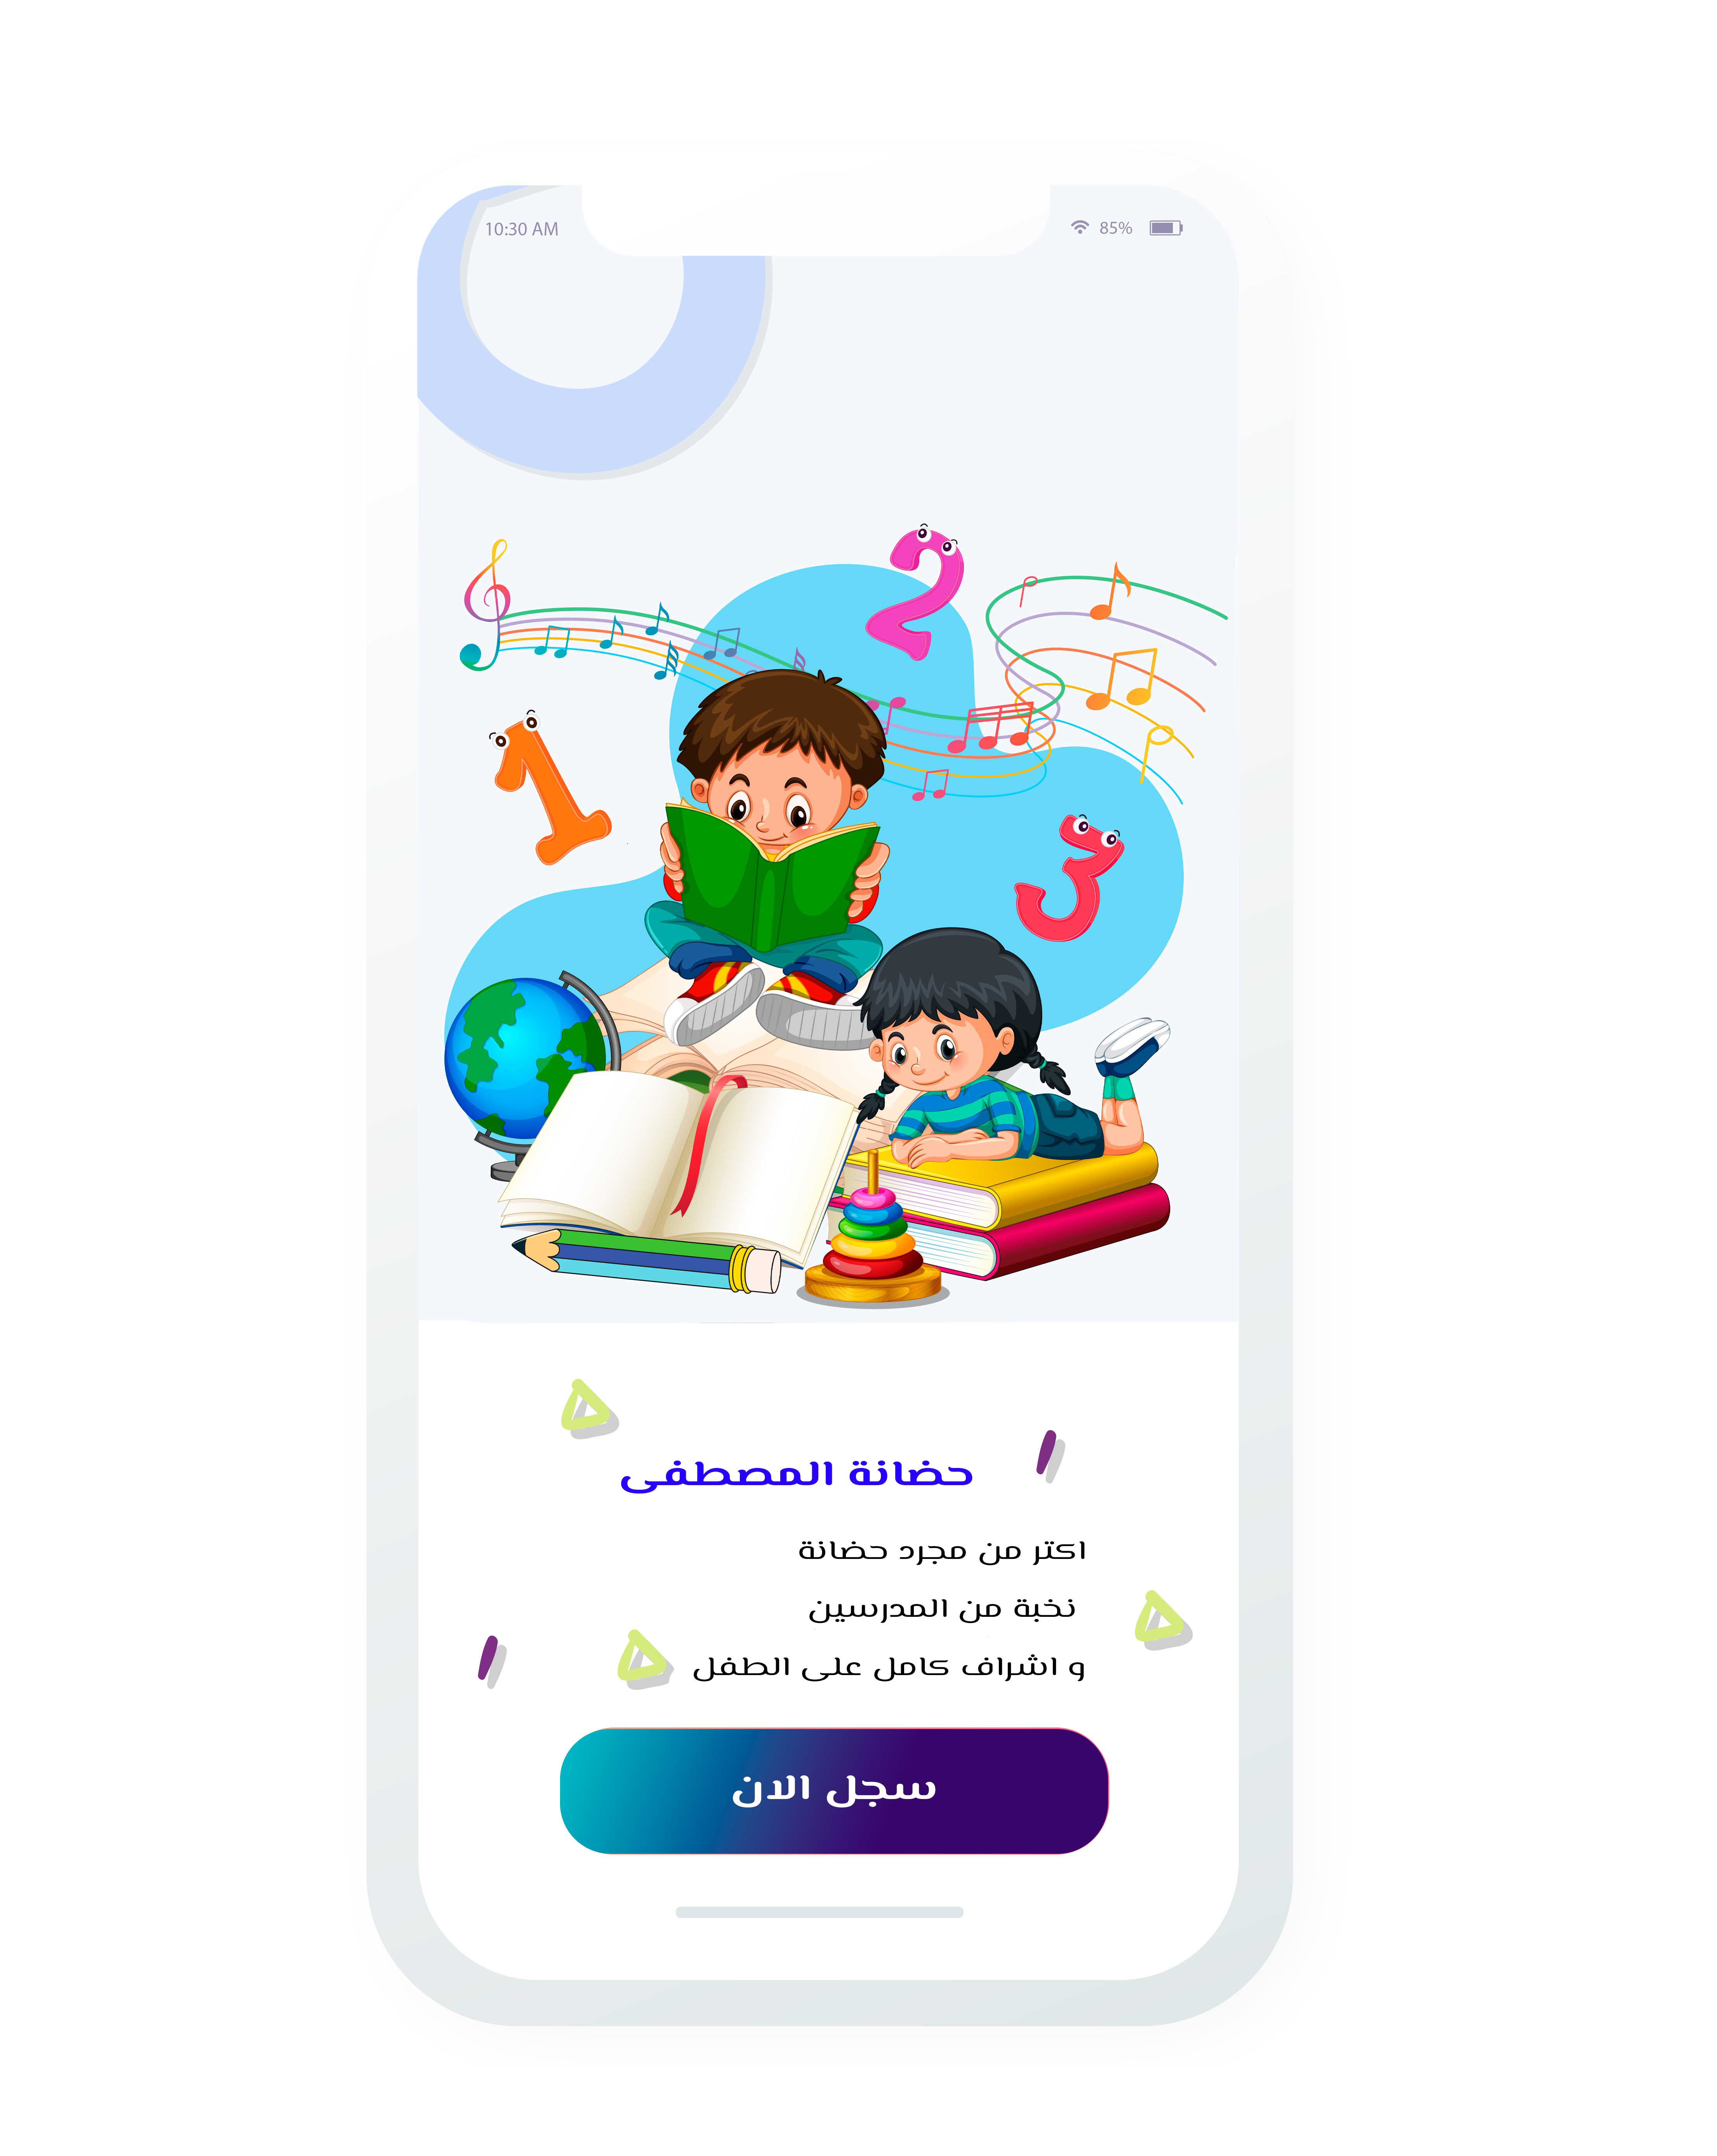 10:30 AM
85%
2
1
3
حضانة المصطفى
اكتر من مجرد حضانة
نخبة من المدرسين
و اشراف كامل على الطفل
سجل الان